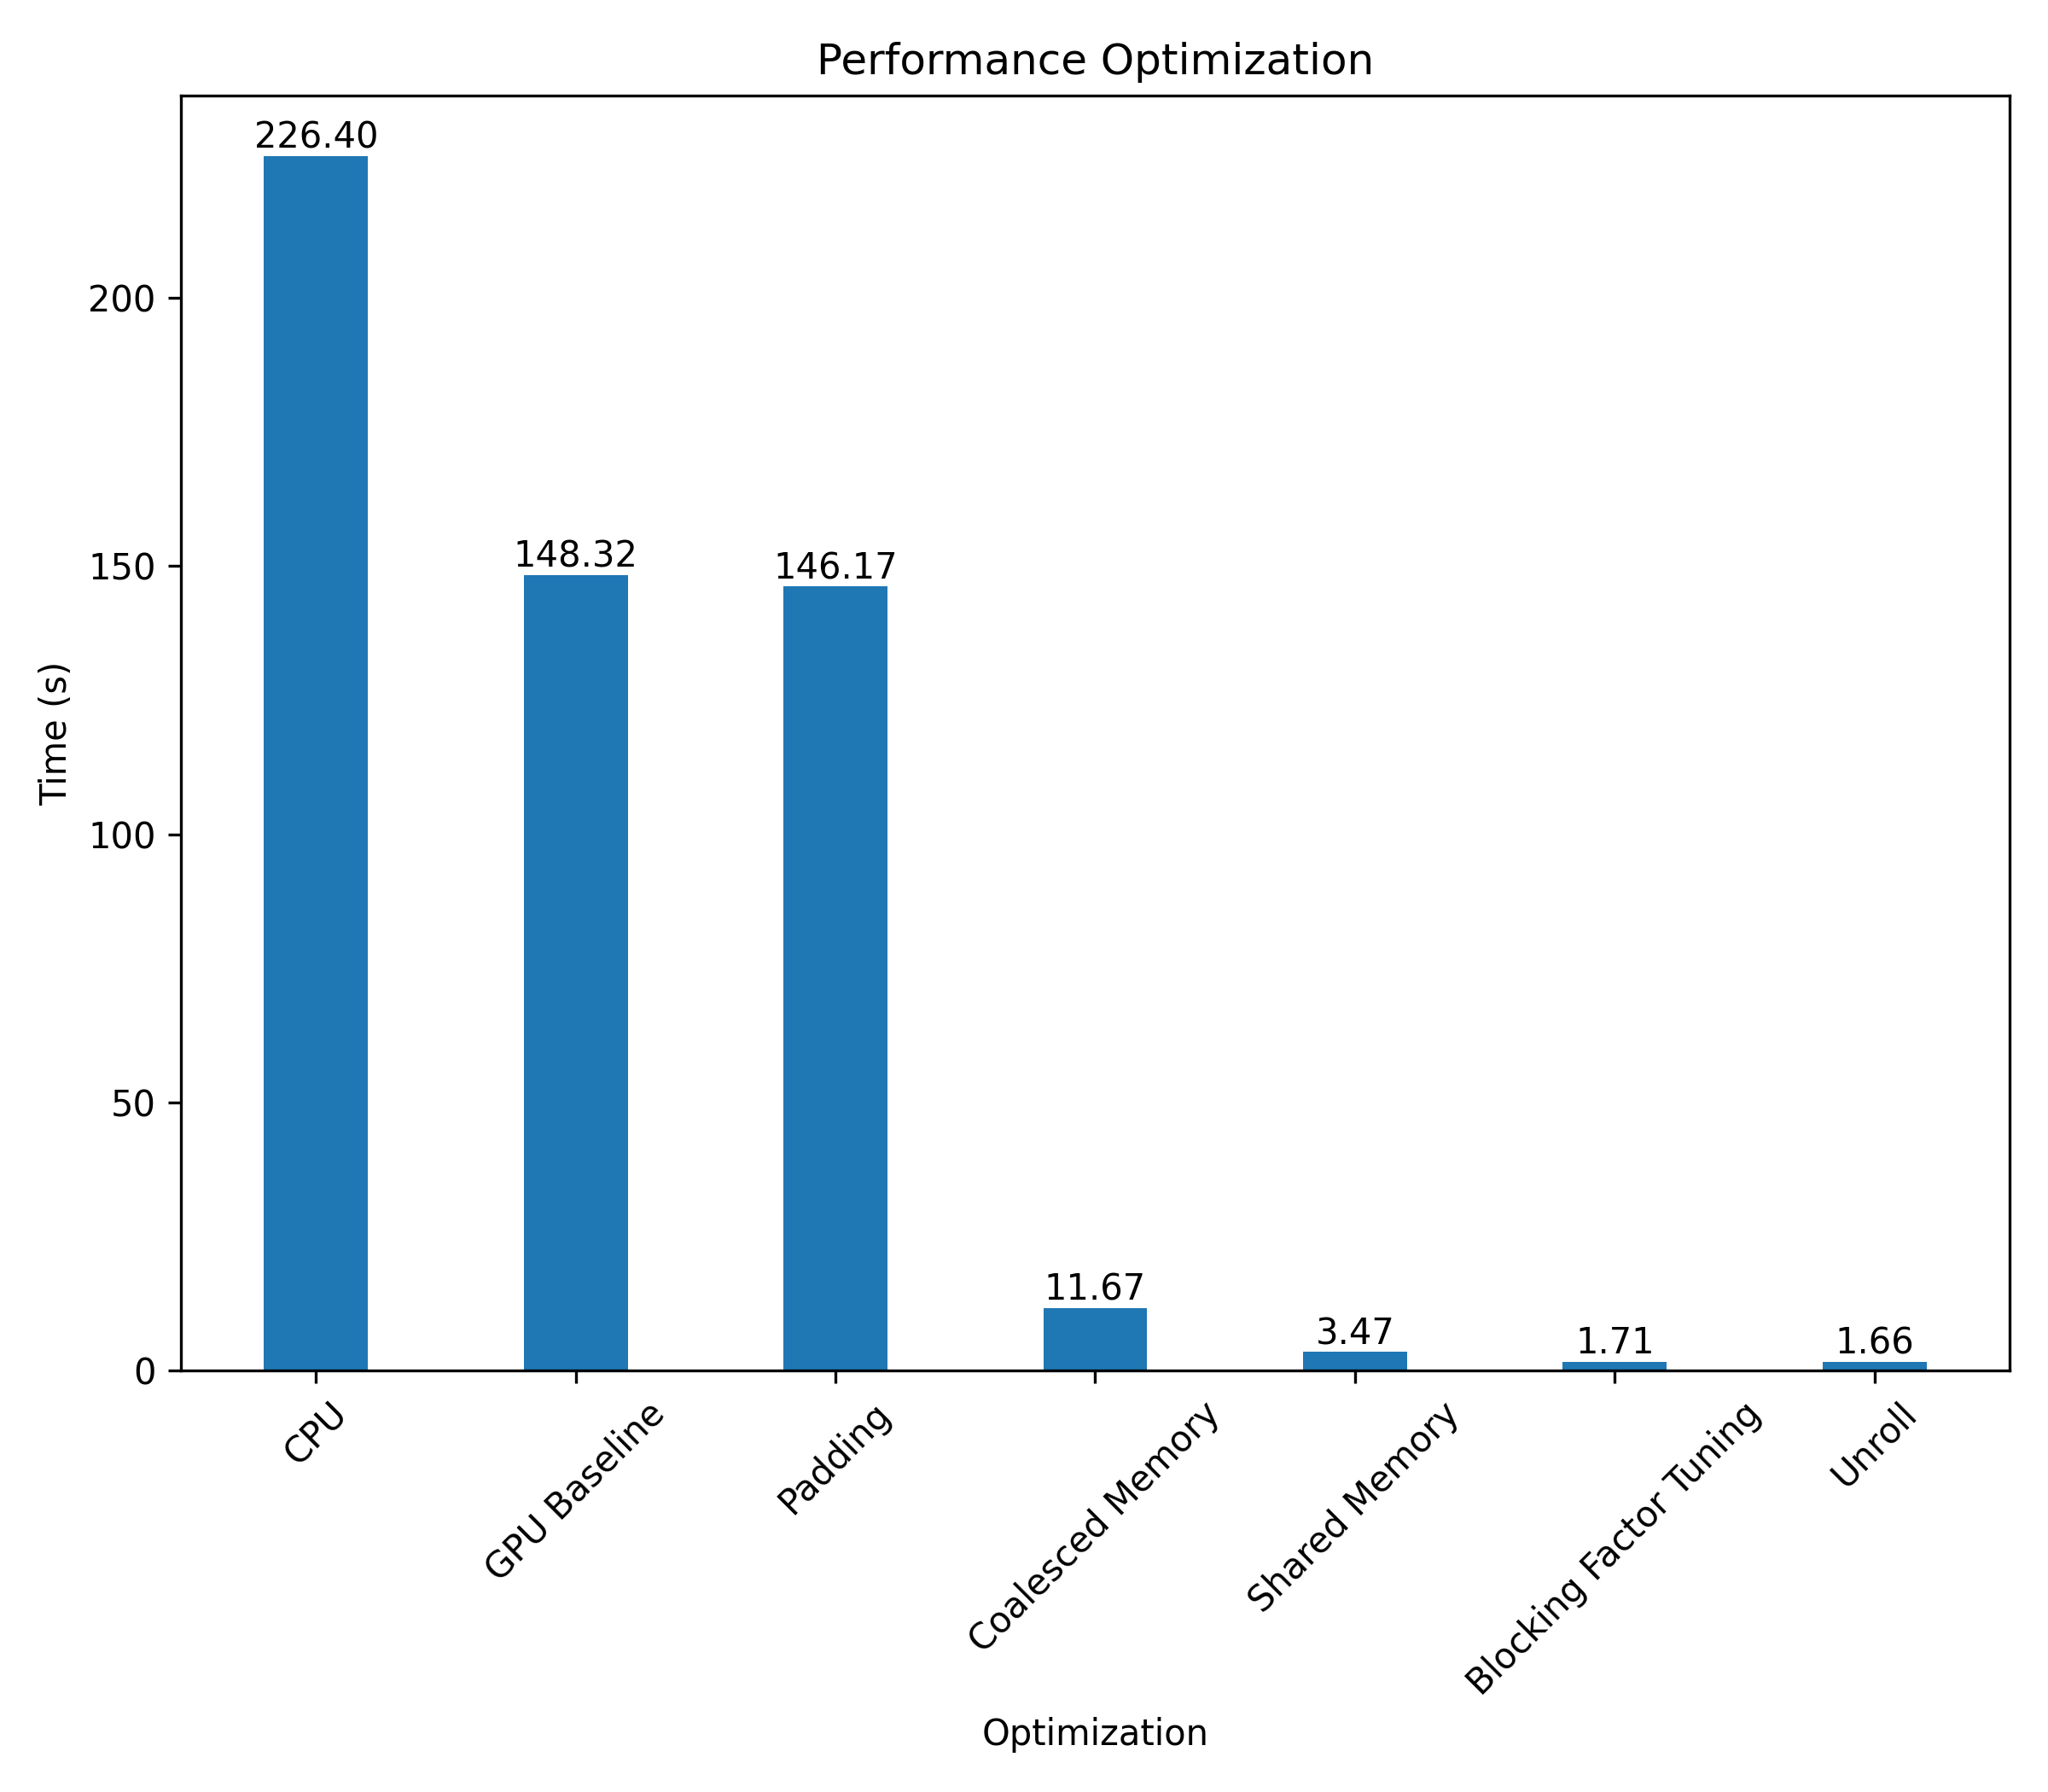 Performance Optimization
226.40
148.32
146.17
11.67
3.47
1.71
1.66
200
150
100
50
0
Time (s)
CPU
GPU Baseline
Padding
Coalesced Memory
Shared Memory
Blocking Factor Tuning
Unroll
Optimization